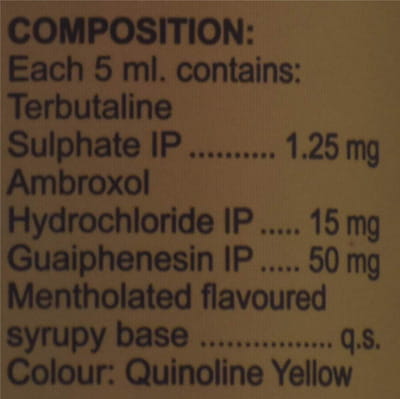 COMPOSITION:
Each 5 ml. contains:
Terbutaline
Sulphate IP .......... 1.25 mg
Ambroxol
Hydrochloride IP ..... 15 mg
Guaiphenesin IP ..... 50 mg
Mentholated flavoured
syrupy base ................ q.s.
Colour: Quinoline Yellow